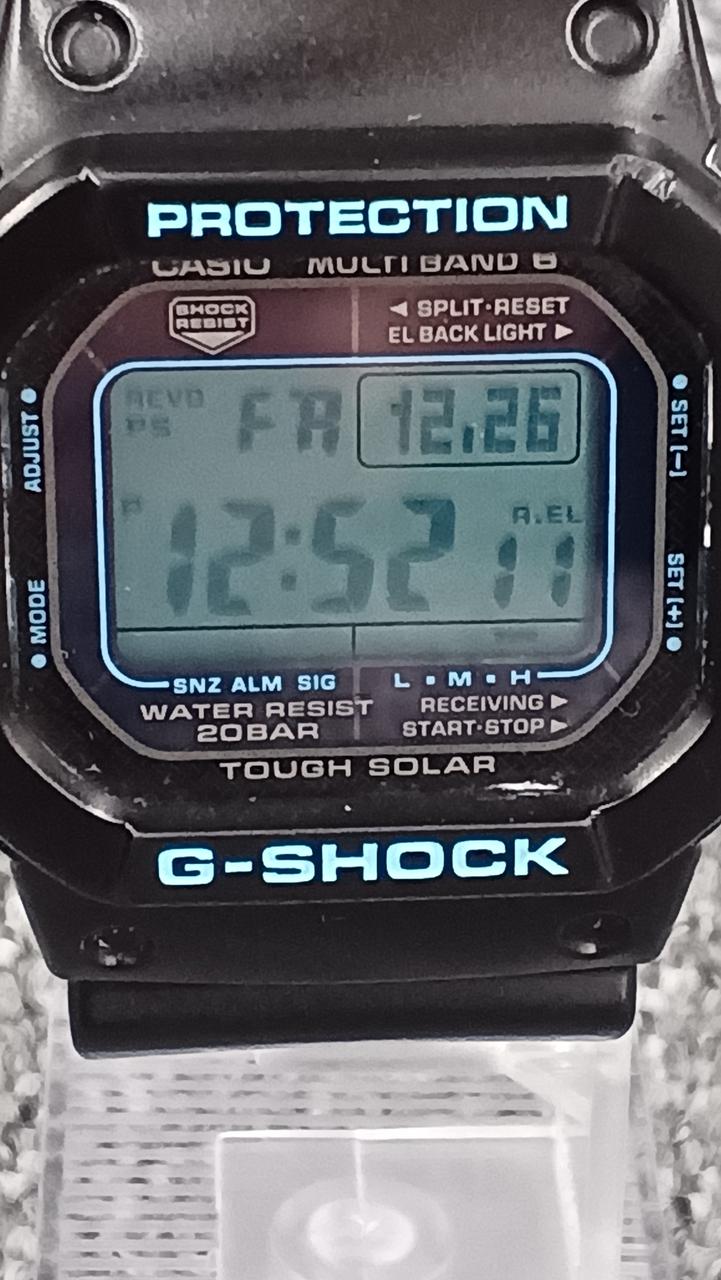 PROTECTION
CASIO MULTI BAND 6
SHOCK RESIST
◄ SPLIT·RESET
EL BACK LIGHT ►
ADJUST
MODE
REVD
PS
FR 12.26
P
12:52 11
A.EL
SET [−]
SET [+]
SNZ ALM SIG
L ▪ M ▪ H
WATER RESIST
20BAR
RECEIVING ►
START·STOP ►
TOUGH SOLAR
G-SHOCK